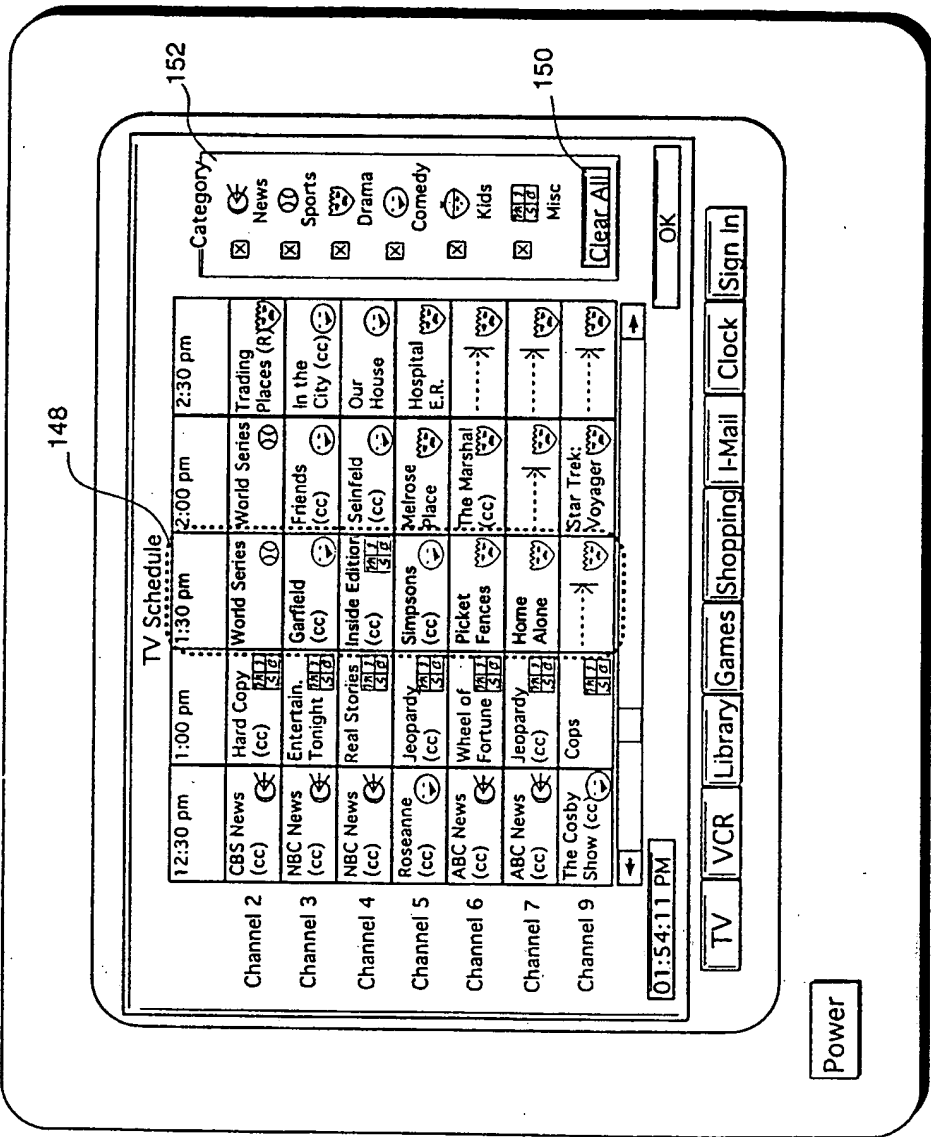 148
152
150
TV Schedule
12:30 pm 1:00 pm 1:30 pm 2:00 pm 2:30 pm
Channel 2 CBS News (cc) Hard Copy (cc) World Series World Series Trading Places (R)
Channel 3 NBC News (cc) Entertain. Tonight Garfield (cc) Friends (cc) In the City (cc)
Channel 4 NBC News (cc) Real Stories Inside Edition (cc) Seinfeld (cc) Our House
Channel 5 Roseanne (cc) Jeopardy (cc) Simpsons (cc) Melrose Place Hospital E.R.
Channel 6 ABC News (cc) Wheel of Fortune Picket Fences The Marshal (cc)
Channel 7 ABC News (cc) Jeopardy (cc) Home Alone
Channel 9 The Cosby Show (cc) Cops Star Trek: Voyager
Category
News
Sports
Drama
Comedy
Kids
Misc
Clear All
01:54:11 PM
OK
TV VCR Library Games Shopping I-Mail Clock Sign In
Power